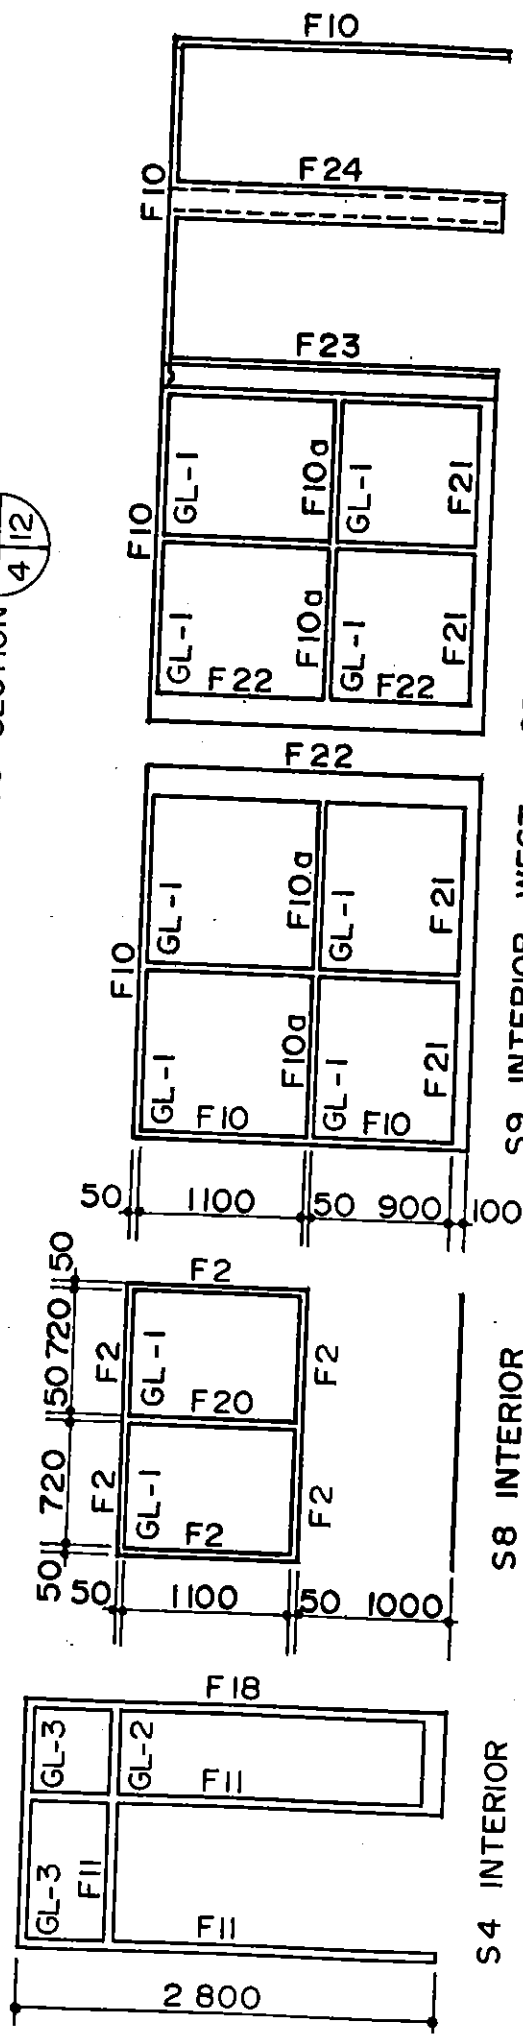 F10
F10
F24
F23
SECTION
4 12
F10
GL-1
F10a
GL-1
F21
GL-1
F22
F10a
GL-1
F22
F21
F22
F10
GL-1
F10a
GL-1
F21
GL-1
F10
F10a
GL-1
F10
F21
50 1100 50 900 100
S9 INTERIOR WEST
F2
F2
GL-1
F20
F2
F2
GL-1
F2
F2
50 720 50 720 50
50 1100 50 1000
S8 INTERIOR
F18
GL-3
GL-2
F11
GL-3
F11
F11
2 800
S4 INTERIOR